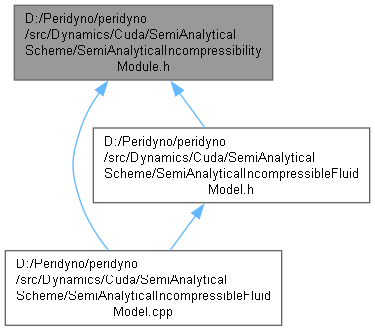 D:/Peridyno/peridyno
/src/Dynamics/Cuda/SemiAnalytical
Scheme/SemiAnalyticalIncompressibility
Module.h
D:/Peridyno/peridyno
/src/Dynamics/Cuda/SemiAnalytical
Scheme/SemiAnalyticalIncompressibleFluid
Model.h
D:/Peridyno/peridyno
/src/Dynamics/Cuda/SemiAnalytical
Scheme/SemiAnalyticalIncompressibleFluid
Model.cpp